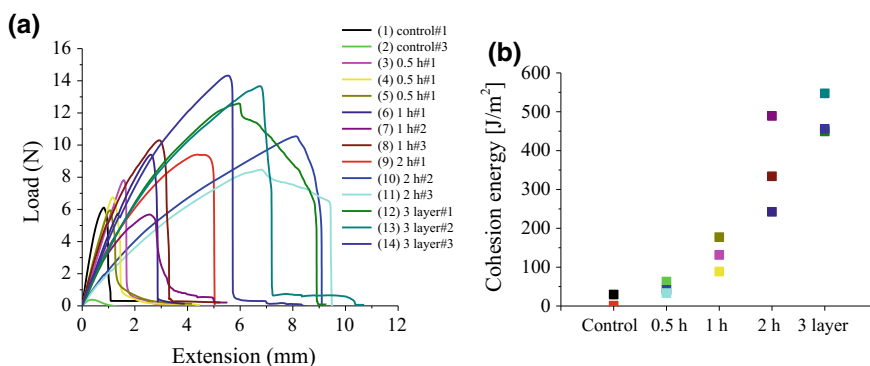 (a)
Load (N)
16
14
12
10
8
6
4
2
0
0 2 4 6 8 10 12
Extension (mm)
(1) control#1
(2) control#3
(3) 0.5 h#1
(4) 0.5 h#1
(5) 0.5 h#1
(6) 1 h#1
(7) 1 h#2
(8) 1 h#3
(9) 2 h#1
(10) 2 h#2
(11) 2 h#3
(12) 3 layer#1
(13) 3 layer#2
(14) 3 layer#3
(b)
Cohesion energy [J/m²]
600
500
400
300
200
100
0
Control 0.5 h 1 h 2 h 3 layer